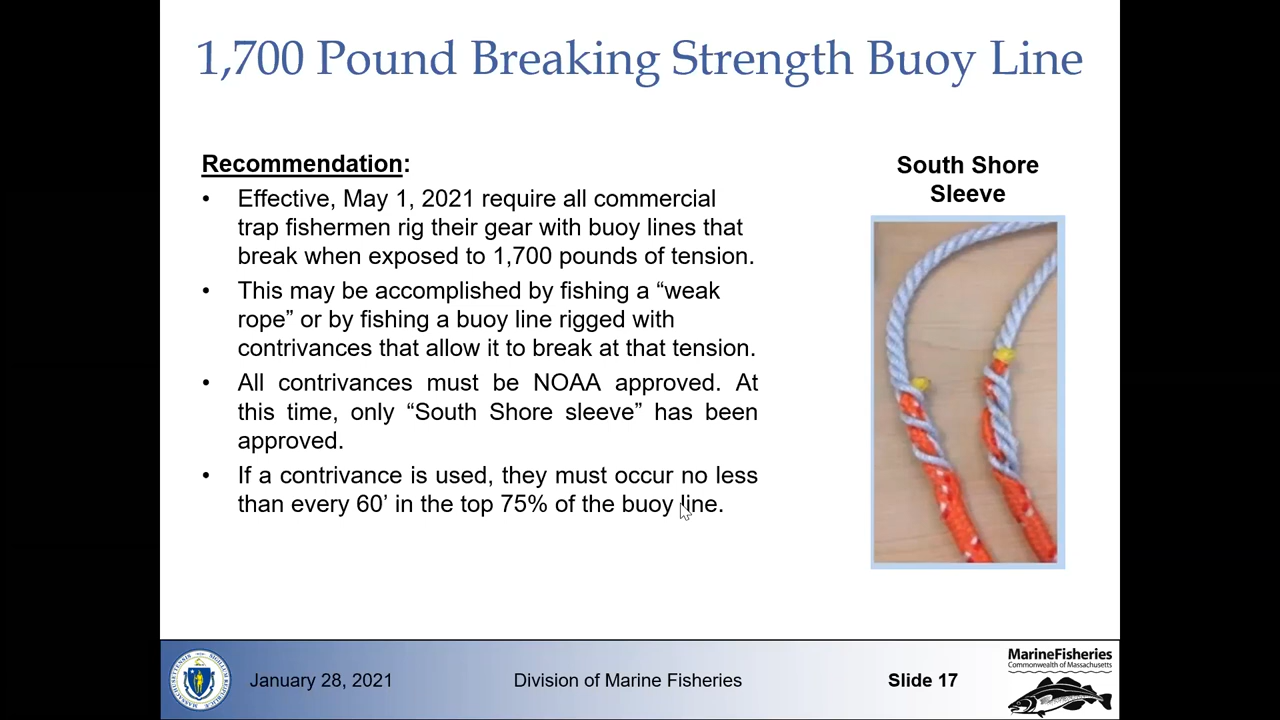 1,700 Pound Breaking Strength Buoy Line
Recommendation:
• Effective, May 1, 2021 require all commercial
trap fishermen rig their gear with buoy lines that
break when exposed to 1,700 pounds of tension.
• This may be accomplished by fishing a “weak
rope” or by fishing a buoy line rigged with
contrivances that allow it to break at that tension.
• All contrivances must be NOAA approved. At
this time, only “South Shore sleeve” has been
approved.
• If a contrivance is used, they must occur no less
than every 60’ in the top 75% of the buoy line.
South Shore
Sleeve
January 28, 2021
Division of Marine Fisheries
Slide 17
MarineFisheries
Commonwealth of Massachusetts